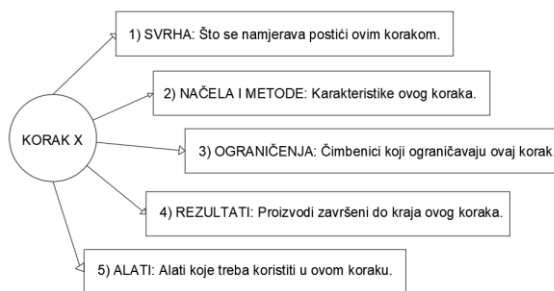 1) SVRHA: Što se namjerava postići ovim korakom.
2) NAČELA I METODE: Karakteristike ovog koraka.
KORAK X
3) OGRANIČENJA: Čimbenici koji ograničavaju ovaj korak.
4) REZULTATI: Proizvodi završeni do kraja ovog koraka.
5) ALATI: Alati koje treba koristiti u ovom koraku.